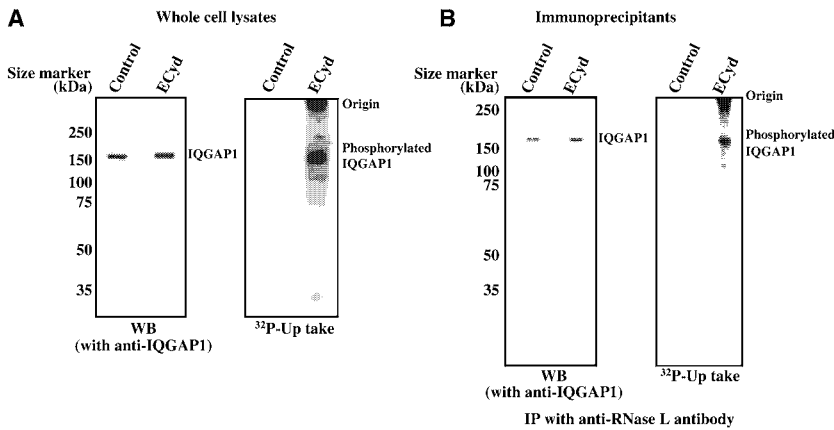 A
Whole cell lysates
Size marker
(kDa)
Control
ECyd
250
150
100
75
50
35
IQGAP1
WB
(with anti-IQGAP1)
Control
ECyd
Origin
Phosphorylated
IQGAP1
32P-Up take
B
Immunoprecipitants
Size marker
(kDa)
Control
ECyd
250
150
100
75
50
35
IQGAP1
WB
(with anti-IQGAP1)
Control
ECyd
Origin
Phosphorylated
IQGAP1
32P-Up take
IP with anti-RNase L antibody